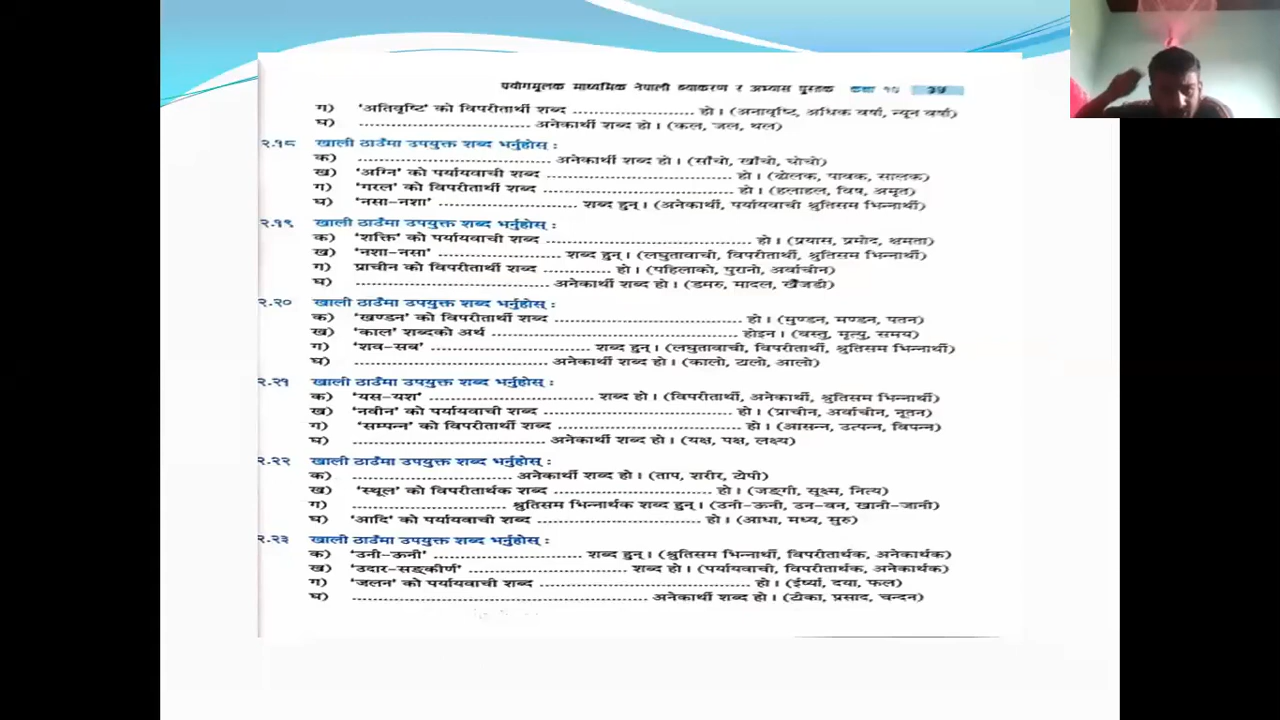 प्रयोगमूलक माध्यमिक नेपाली व्याकरण र अभ्यास पुस्तक कक्षा १० ३५
ग) 'अतिवृष्टि' को विपरीतार्थी शब्द .............................. हो। (अनावृष्टि, अधिक वर्षा, न्यून वर्षा)
घ) .......................................... अनेकार्थी शब्द हो। (कल, जल, थल)
२.१८ खाली ठाउँमा उपयुक्त शब्द भर्नुहोस् :
क) .............................................. अनेकार्थी शब्द हो। (साँचो, खाँचो, घोचो)
ख) 'अग्नि' को पर्यायवाची शब्द ............................................ हो। (ढोलक, पावक, सालक)
ग) 'गरल' को विपरीतार्थी शब्द .............................................. हो। (हलाहल, विष, अमृत)
घ) 'नसा-नशा' ................................. शब्द हुन्। (अनेकार्थी, पर्यायवाची श्रुतिसम भिन्नार्थी)
२.१९ खाली ठाउँमा उपयुक्त शब्द भर्नुहोस् :
क) 'शक्ति' को पर्यायवाची शब्द ................................................. हो। (प्रयास, प्रमोद, क्षमता)
ख) 'नशा-नसा' ............................. शब्द हुन्। (लघुतावाची, विपरीतार्थी, श्रुतिसम भिन्नार्थी)
ग) प्राचीन को विपरीतार्थी शब्द ................ हो। (पहिलाको, पुरानो, अर्वाचीन)
घ) .............................................. अनेकार्थी शब्द हो। (डमरु, मादल, खैँजडी)
२.२० खाली ठाउँमा उपयुक्त शब्द भर्नुहोस् :
क) 'खण्डन' को विपरीतार्थी शब्द ............................................. हो। (मुण्डन, मण्डन, पतन)
ख) 'काल' शब्दको अर्थ ........................................................... होइन। (वस्तु, मृत्यु, समय)
ग) 'शव-सब' ........................................ शब्द हुन्। (लघुतावाची, विपरीतार्थी, श्रुतिसम भिन्नार्थी)
घ) .............................................. अनेकार्थी शब्द हो। (कालो, टालो, आलो)
२.२१ खाली ठाउँमा उपयुक्त शब्द भर्नुहोस् :
क) 'यस-यश' ....................................... शब्द हो। (विपरीतार्थी, अनेकार्थी, श्रुतिसम भिन्नार्थी)
ख) 'नवीन' को पर्यायवाची शब्द ............................................. हो। (प्राचीन, अर्वाचीन, नूतन)
ग) 'सम्पन्न' को विपरीतार्थी शब्द ........................................... हो। (आसन्न, उत्पन्न, विपन्न)
घ) .............................................. अनेकार्थी शब्द हो। (यक्ष, पक्ष, लक्ष्य)
२.२२ खाली ठाउँमा उपयुक्त शब्द भर्नुहोस् :
क) ..................................... अनेकार्थी शब्द हो। (ताप, शरीर, टोपी)
ख) 'स्थूल' को विपरीतार्थक शब्द ..................................... हो। (जङ्गी, सूक्ष्म, नित्य)
ग) ..................................... श्रुतिसम भिन्नार्थक शब्द हुन्। (उनी-ऊनी, उन-वन, खानी-जानी)
घ) 'आदि' को पर्यायवाची शब्द ...................................... हो। (आधा, मध्य, सुरु)
२.२३ खाली ठाउँमा उपयुक्त शब्द भर्नुहोस् :
क) 'उनी-ऊनी' ................................... शब्द हुन्। (श्रुतिसम भिन्नार्थी, विपरीतार्थक, अनेकार्थक)
ख) 'उदार-सङ्कीर्ण' ...................................... शब्द हो। (पर्यायवाची, विपरीतार्थक, अनेकार्थक)
ग) 'जलन' को पर्यायवाची शब्द .................................................. हो। (ईर्ष्या, दया, फल)
घ) ....................................................................... अनेकार्थी शब्द हो। (टीका, प्रसाद, चन्दन)